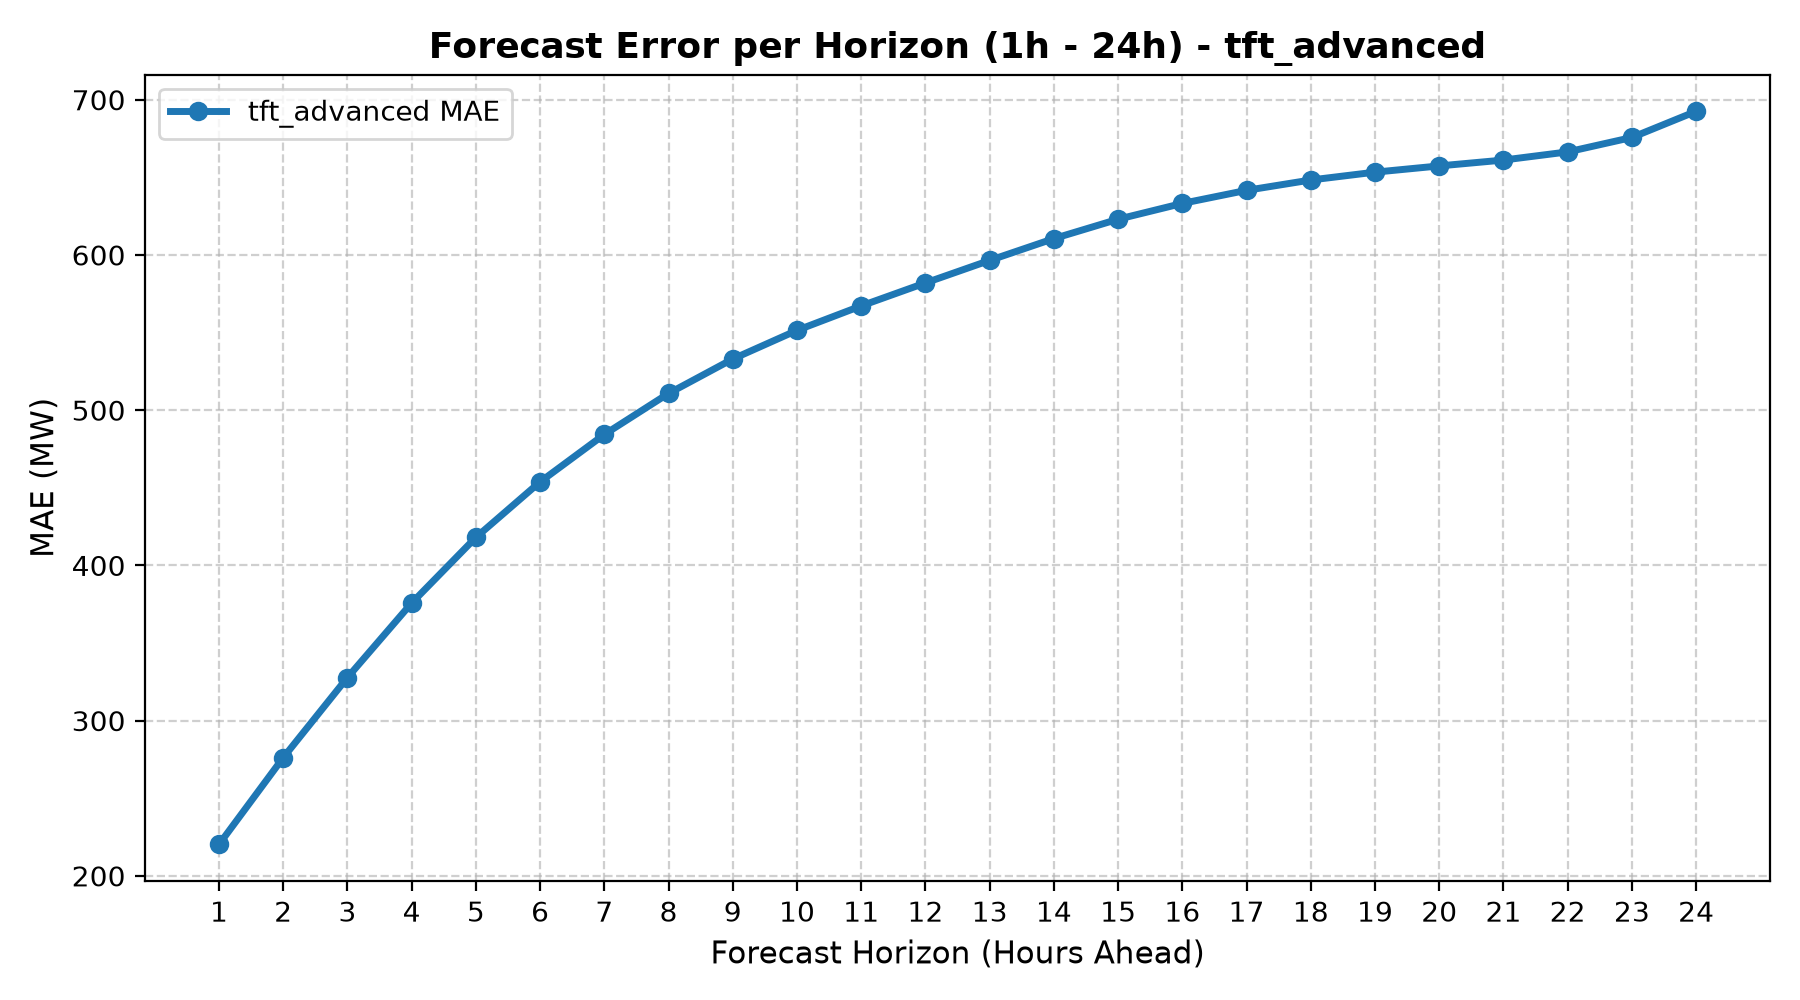 Forecast Error per Horizon (1h - 24h) - tft_advanced
tft_advanced MAE
MAE (MW)
700
600
500
400
300
200
1 2 3 4 5 6 7 8 9 10 11 12 13 14 15 16 17 18 19 20 21 22 23 24
Forecast Horizon (Hours Ahead)